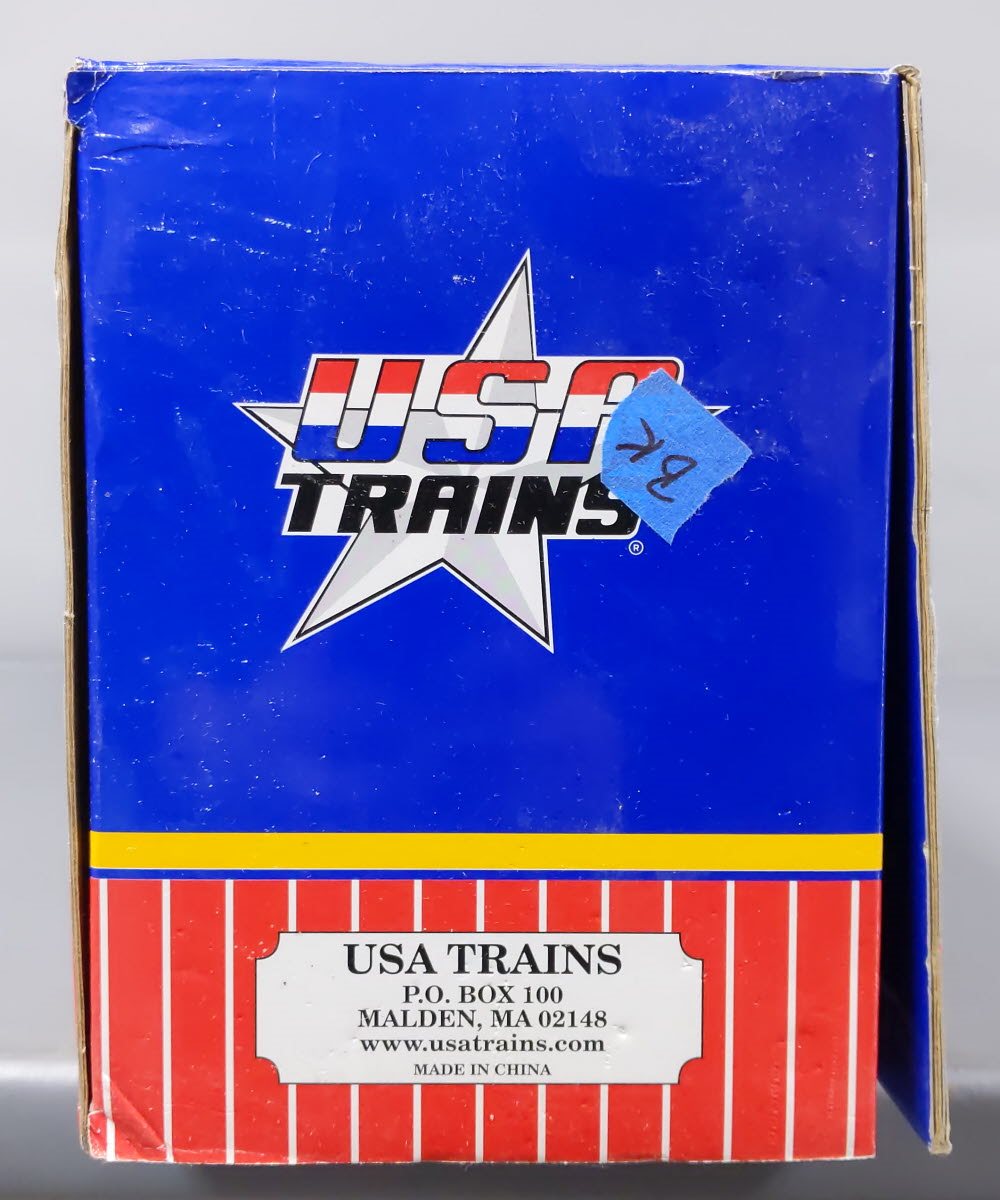 USA
BK
TRAINS
®
USA TRAINS
P.O. BOX 100
MALDEN, MA 02148
www.usatrains.com
MADE IN CHINA